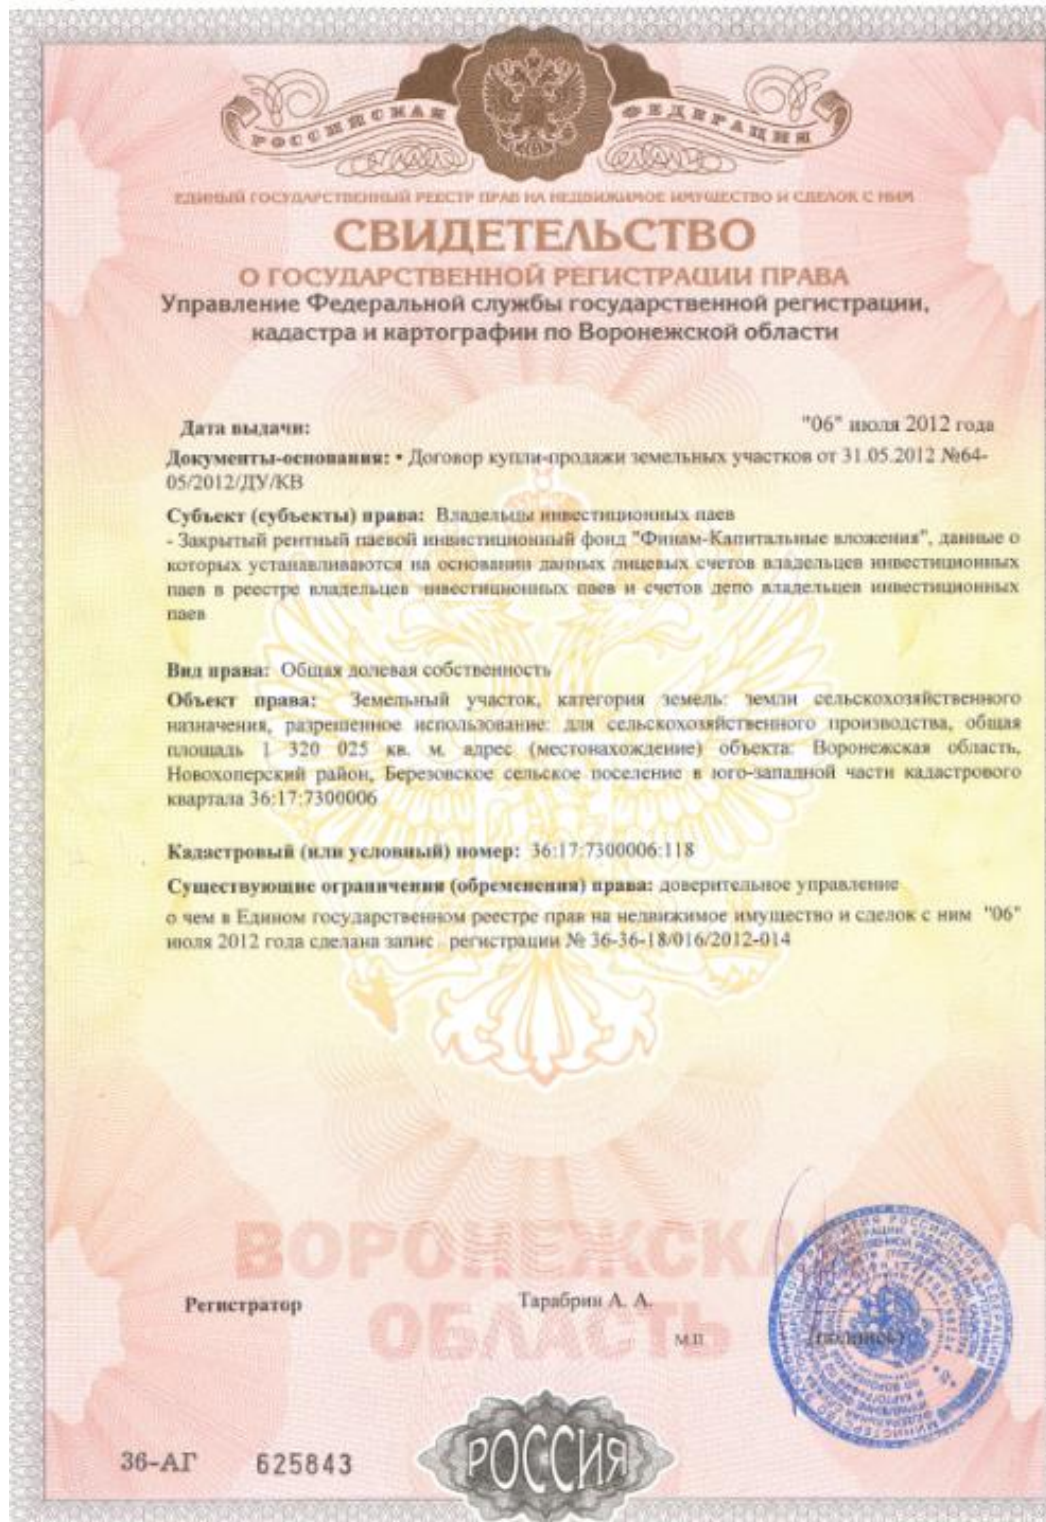 РОССИЙСКАЯ ФЕДЕРАЦИЯ
ЕДИНЫЙ ГОСУДАРСТВЕННЫЙ РЕЕСТР ПРАВ НА НЕДВИЖИМОЕ ИМУЩЕСТВО И СДЕЛОК С НИМ
СВИДЕТЕЛЬСТВО
О ГОСУДАРСТВЕННОЙ РЕГИСТРАЦИИ ПРАВА
Управление Федеральной службы государственной регистрации,
кадастра и картографии по Воронежской области
Дата выдачи: "06" июля 2012 года
Документы-основания: • Договор купли-продажи земельных участков от 31.05.2012 №64-
05/2012/ДУ/КВ
Субъект (субъекты) права: Владельцы инвестиционных паев
- Закрытый рентный паевой инвистиционный фонд "Финам-Капитальные вложения", данные о
которых устанавливаются на основании данных лицевых счетов владельцев инвестиционных
паев в реестре владельцев инвестиционных паев и счетов депо владельцев инвестиционных
паев
Вид права: Общая долевая собственность
Объект права: Земельный участок, категория земель: земли сельскохозяйственного
назначения, разрешенное использование: для сельскохозяйственного производства, общая
площадь 1 320 025 кв. м. адрес (местонахождение) объекта: Воронежская область,
Новохоперский район, Березовское сельское поселение в юго-западной части кадастрового
квартала 36:17:7300006
Кадастровый (или условный) номер: 36:17:7300006:118
Существующие ограничения (обременения) права: доверительное управление
о чем в Едином государственном реестре прав на недвижимое имущество и сделок с ним "06"
июля 2012 года сделана запис регистрации № 36-36-18/016/2012-014
ВОРОНЕЖСКАЯ
ОБЛАСТЬ
Регистратор Тарабрин А. А.
М.П. (подпись)
36-АГ 625843
РОССИЯ